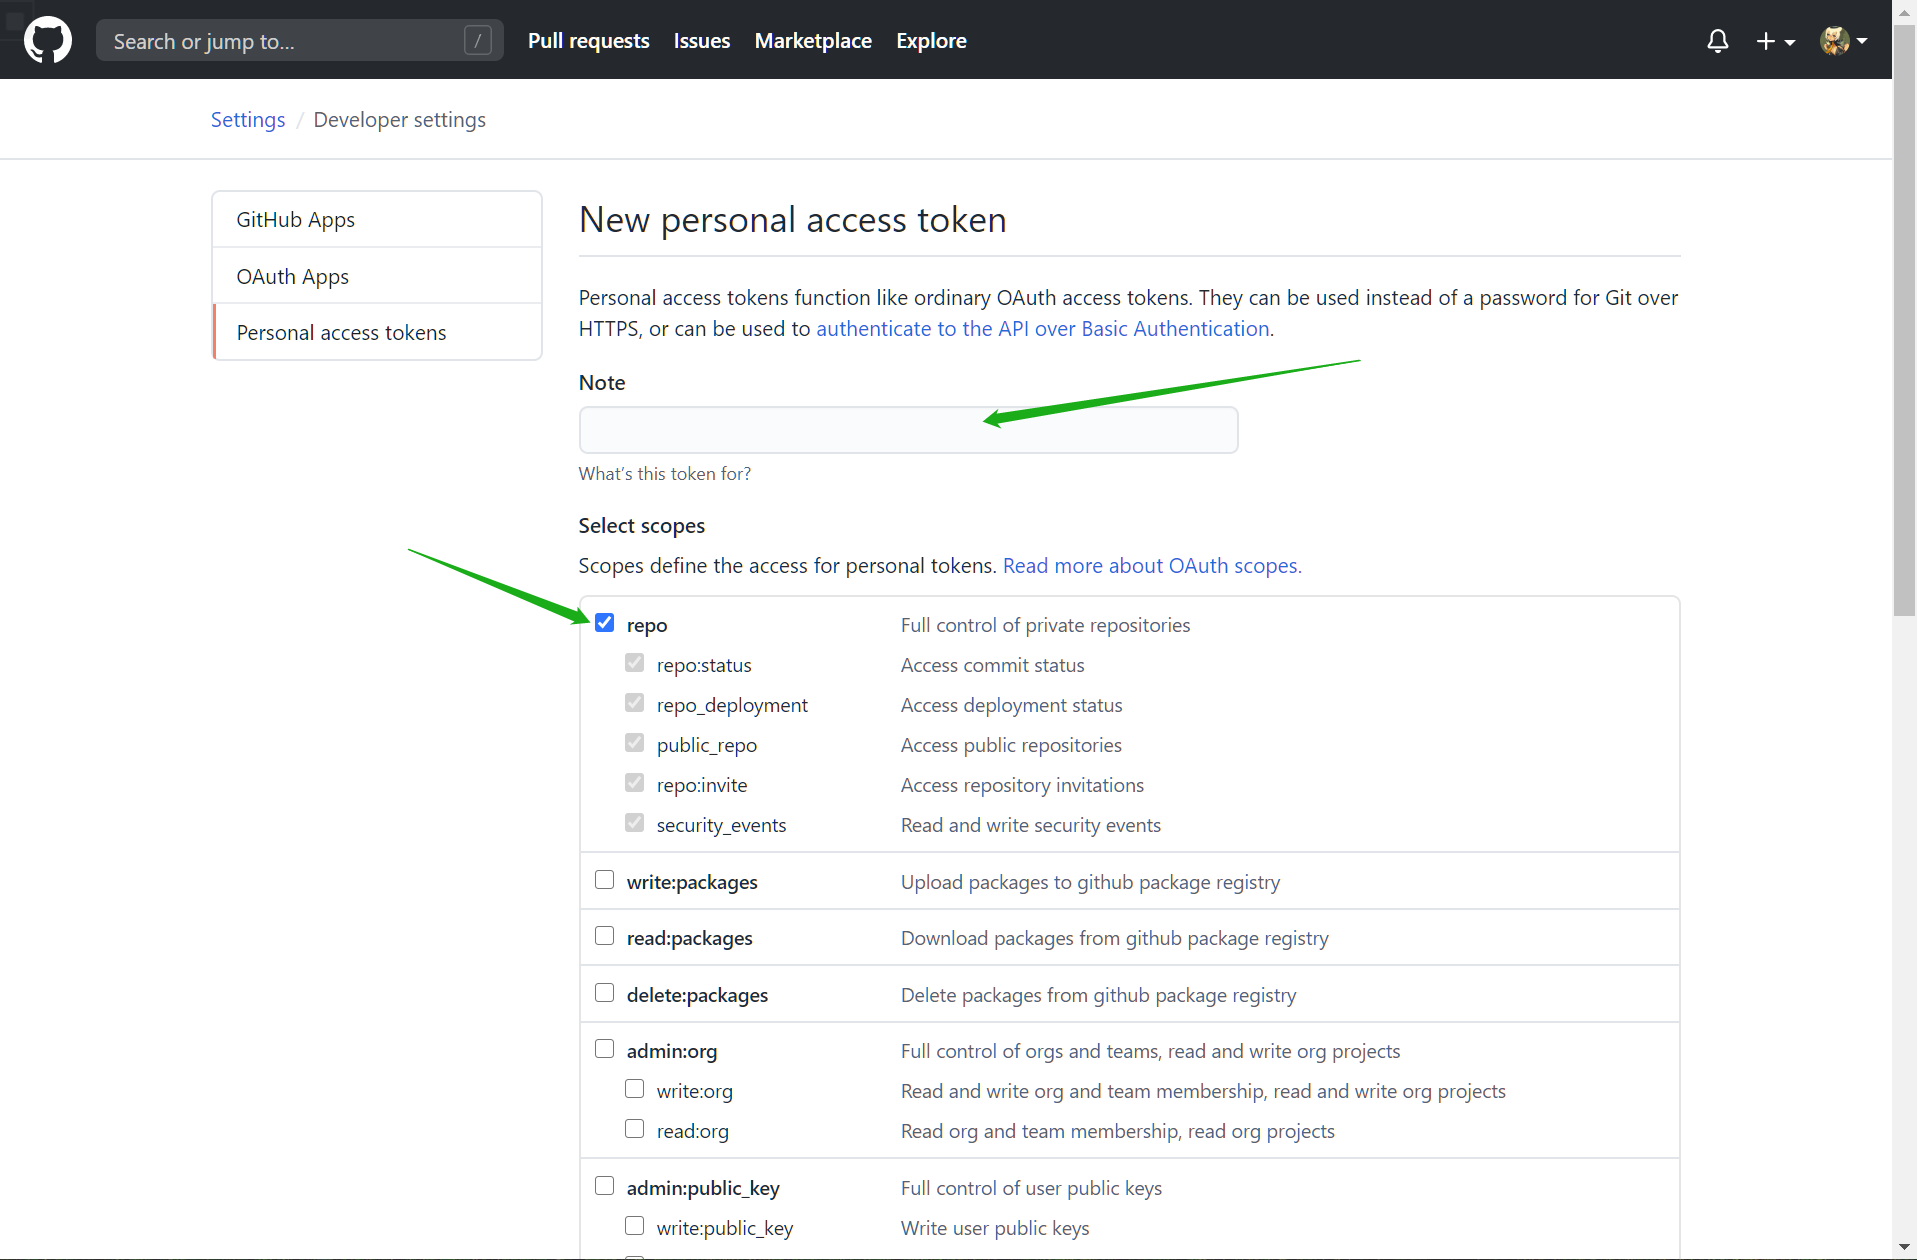 Search or jump to... /
Pull requests Issues Marketplace Explore
Settings / Developer settings
GitHub Apps
OAuth Apps
Personal access tokens
New personal access token
Personal access tokens function like ordinary OAuth access tokens. They can be used instead of a password for Git over
HTTPS, or can be used to authenticate to the API over Basic Authentication.
Note
What's this token for?
Select scopes
Scopes define the access for personal tokens. Read more about OAuth scopes.
repo Full control of private repositories
repo:status Access commit status
repo_deployment Access deployment status
public_repo Access public repositories
repo:invite Access repository invitations
security_events Read and write security events
write:packages Upload packages to github package registry
read:packages Download packages from github package registry
delete:packages Delete packages from github package registry
admin:org Full control of orgs and teams, read and write org projects
write:org Read and write org and team membership, read and write org projects
read:org Read org and team membership, read org projects
admin:public_key Full control of user public keys
write:public_key Write user public keys